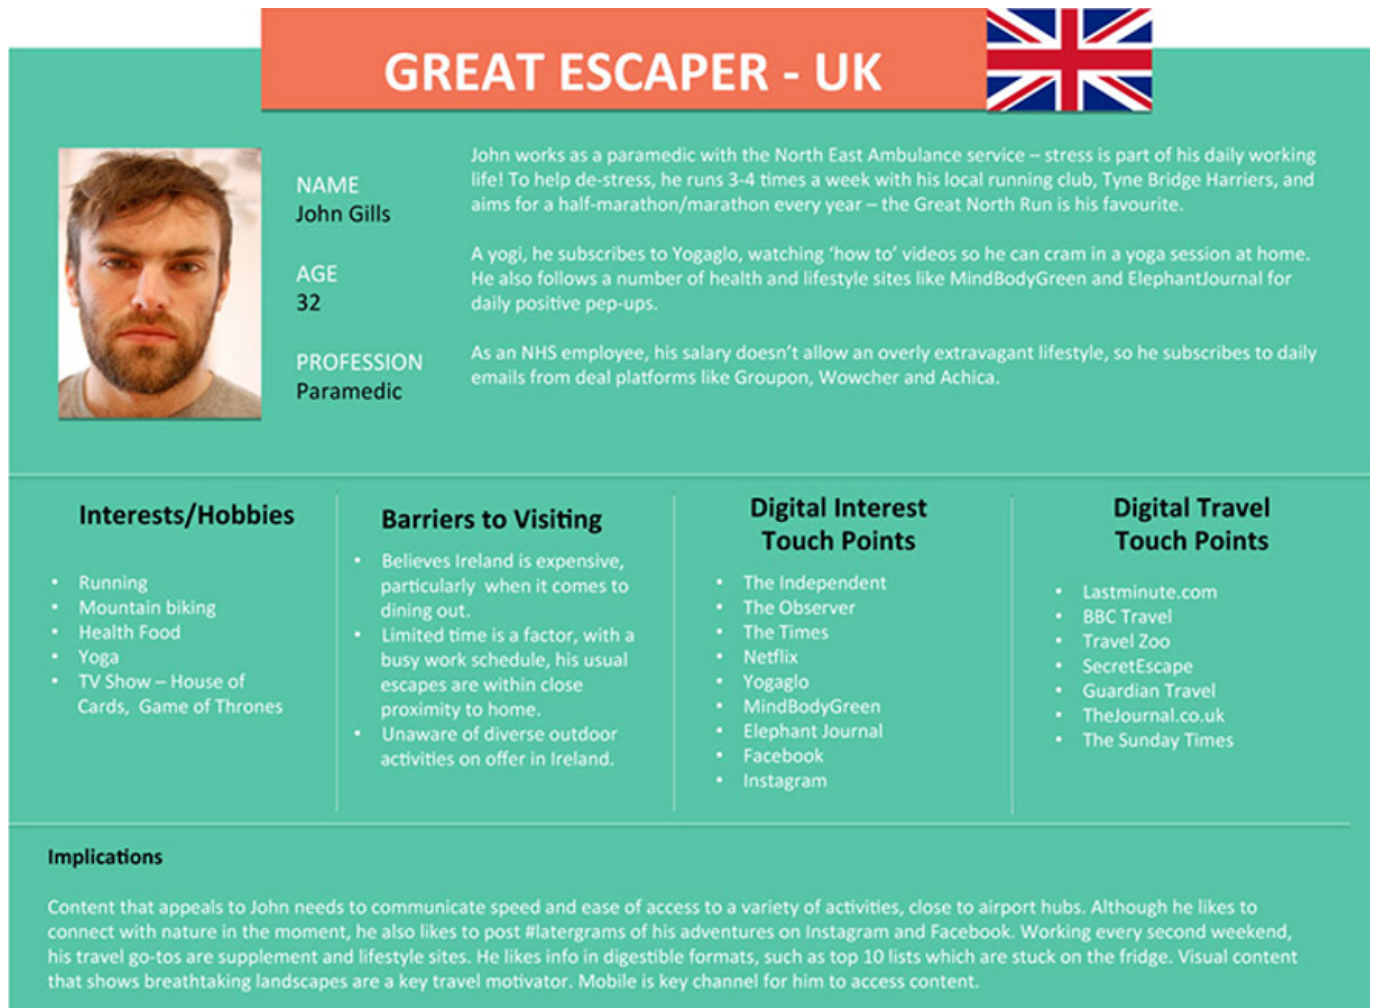 GREAT ESCAPER - UK
NAME
John Gills
AGE
32
PROFESSION
Paramedic
John works as a paramedic with the North East Ambulance service – stress is part of his daily working
life! To help de-stress, he runs 3-4 times a week with his local running club, Tyne Bridge Harriers, and
aims for a half-marathon/marathon every year – the Great North Run is his favourite.
A yogi, he subscribes to Yogaglo, watching ‘how to’ videos so he can cram in a yoga session at home.
He also follows a number of health and lifestyle sites like MindBodyGreen and ElephantJournal for
daily positive pep-ups.
As an NHS employee, his salary doesn’t allow an overly extravagant lifestyle, so he subscribes to daily
emails from deal platforms like Groupon, Wowcher and Achica.
Interests/Hobbies
• Running
• Mountain biking
• Health Food
• Yoga
• TV Show – House of
Cards, Game of Thrones
Barriers to Visiting
• Believes Ireland is expensive,
particularly when it comes to
dining out.
• Limited time is a factor, with a
busy work schedule, his usual
escapes are within close
proximity to home.
• Unaware of diverse outdoor
activities on offer in Ireland.
Digital Interest
Touch Points
• The Independent
• The Observer
• The Times
• Netflix
• Yogaglo
• MindBodyGreen
• Elephant Journal
• Facebook
• Instagram
Digital Travel
Touch Points
• Lastminute.com
• BBC Travel
• Travel Zoo
• SecretEscape
• Guardian Travel
• TheJournal.co.uk
• The Sunday Times
Implications
Content that appeals to John needs to communicate speed and ease of access to a variety of activities, close to airport hubs. Although he likes to
connect with nature in the moment, he also likes to post #latergrams of his adventures on Instagram and Facebook. Working every second weekend,
his travel go-tos are supplement and lifestyle sites. He likes info in digestible formats, such as top 10 lists which are stuck on the fridge. Visual content
that shows breathtaking landscapes are a key travel motivator. Mobile is key channel for him to access content.